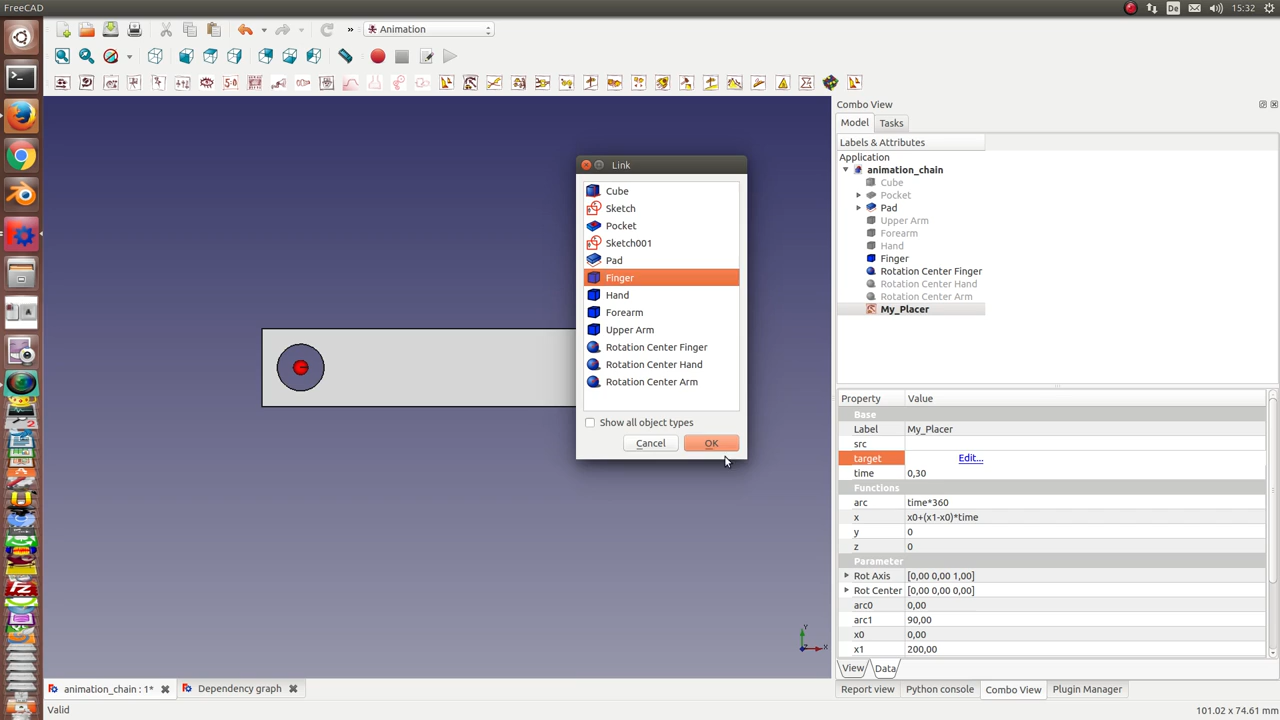 FreeCAD
De
15:32
»
Animation
Combo View
Model
Tasks
Labels & Attributes
Application
animation_chain
Cube
Pocket
Pad
Upper Arm
Forearm
Hand
Finger
Rotation Center Finger
Rotation Center Hand
Rotation Center Arm
My_Placer
Link
Cube
Sketch
Pocket
Sketch001
Pad
Finger
Hand
Forearm
Upper Arm
Rotation Center Finger
Rotation Center Hand
Rotation Center Arm
Show all object types
Cancel
OK
Property Value
Base
Label My_Placer
src
target Edit...
time 0,30
Functions
arc time*360
x x0+(x1-x0)*time
y 0
z 0
Parameter
Rot Axis [0,00 0,00 1,00]
Rot Center [0,00 0,00 0,00]
arc0 0,00
arc1 90,00
x0 0,00
x1 200,00
Y
X
View
Data
animation_chain : 1*
Dependency graph
Report view
Python console
Combo View
Plugin Manager
Valid
101.02 x 74.61 mm